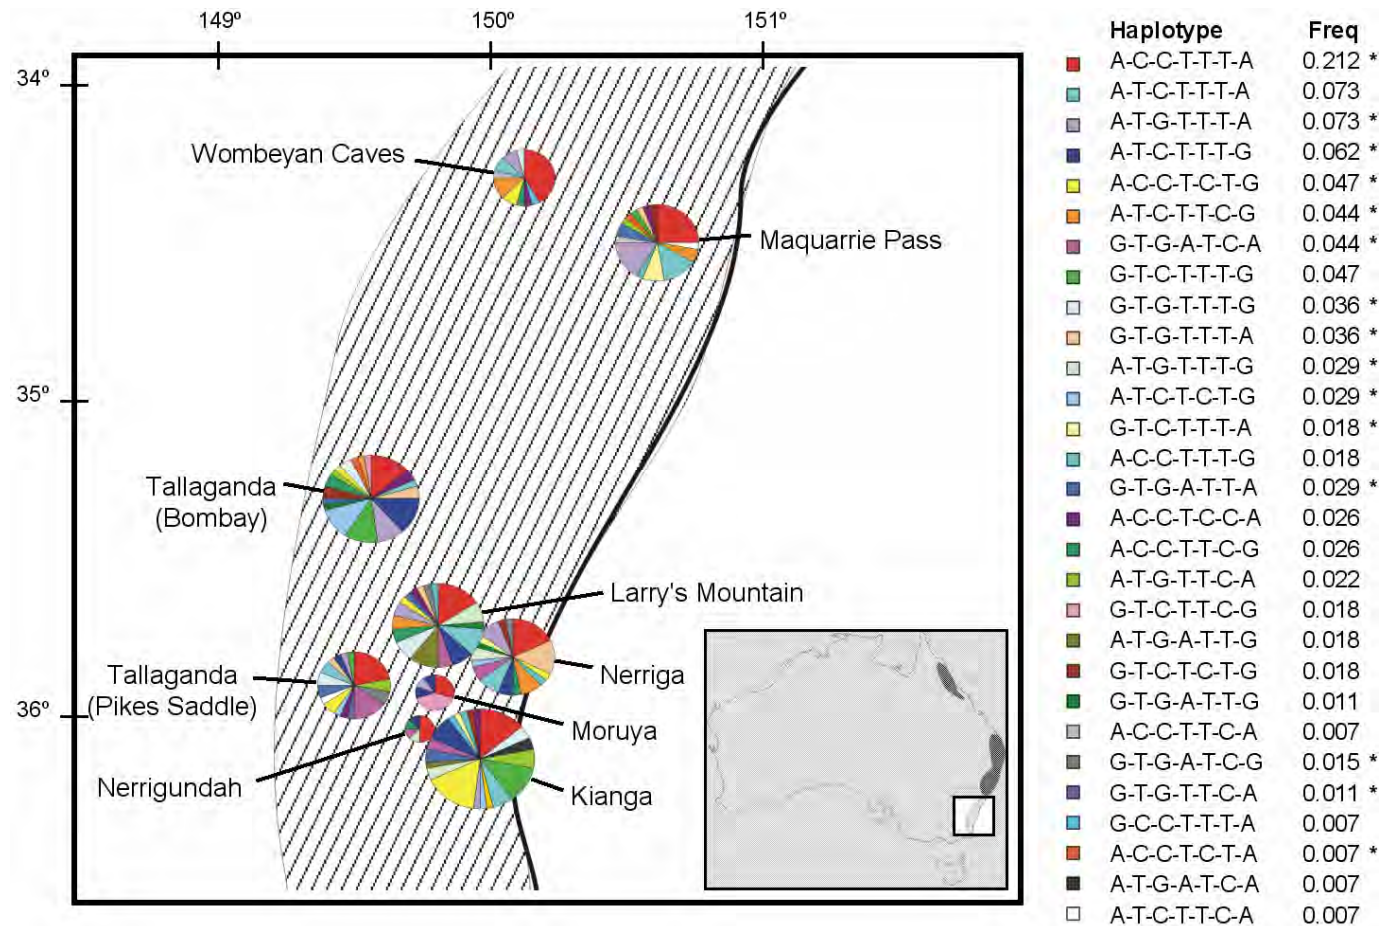 149º 150º 151º
34º
35º
36º
Wombeyan Caves
Maquarrie Pass
Tallaganda
(Bombay)
Larry's Mountain
Nerriga
Tallaganda
(Pikes Saddle)
Moruya
Nerrigundah
Kianga
Haplotype Freq
A-C-C-T-T-T-A 0.212 *
A-T-C-T-T-T-A 0.073
A-T-G-T-T-T-A 0.073 *
A-T-C-T-T-T-G 0.062 *
A-C-C-T-C-T-G 0.047 *
A-T-C-T-T-C-G 0.044 *
G-T-G-A-T-C-A 0.044 *
G-T-C-T-T-T-G 0.047
G-T-G-T-T-T-G 0.036 *
G-T-G-T-T-T-A 0.036 *
A-T-G-T-T-T-G 0.029 *
A-T-C-T-C-T-G 0.029 *
G-T-C-T-T-T-A 0.018 *
A-C-C-T-T-T-G 0.018
G-T-G-A-T-T-A 0.029 *
A-C-C-T-C-C-A 0.026
A-C-C-T-T-C-G 0.026
A-T-G-T-T-C-A 0.022
G-T-C-T-T-C-G 0.018
A-T-G-A-T-T-G 0.018
G-T-C-T-C-T-G 0.018
G-T-G-A-T-T-G 0.011
A-C-C-T-T-C-A 0.007
G-T-G-A-T-C-G 0.015 *
G-T-G-T-T-C-A 0.011 *
G-C-C-T-T-T-A 0.007
A-C-C-T-C-T-A 0.007 *
A-T-G-A-T-C-A 0.007
A-T-C-T-T-C-A 0.007